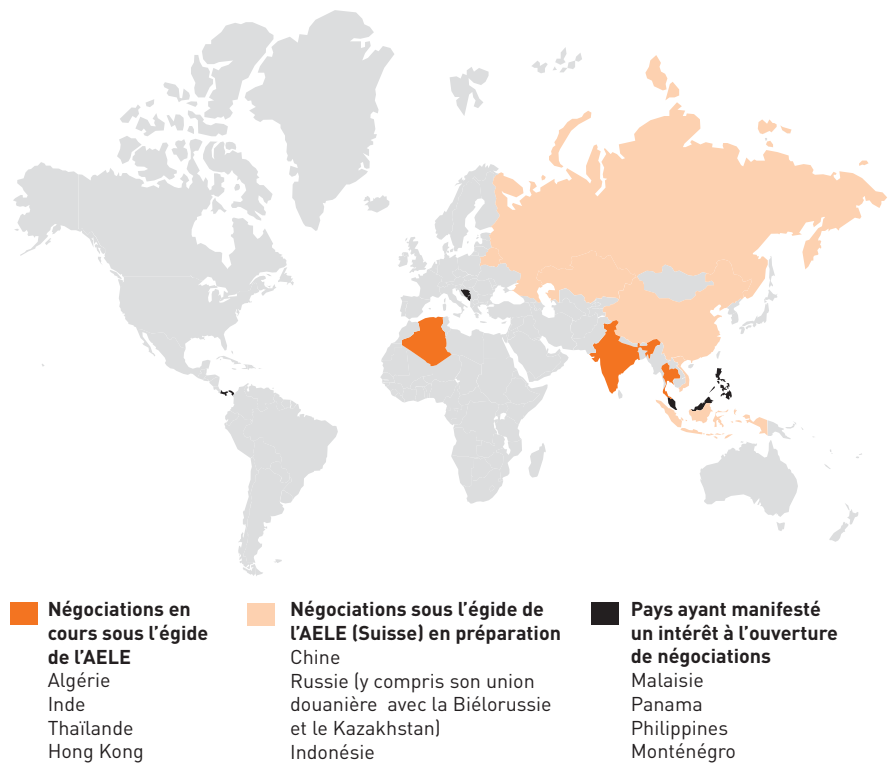 Négociations en
cours sous l'égide
de l'AELE
Algérie
Inde
Thaïlande
Hong Kong
Négociations sous l'égide de
l'AELE (Suisse) en préparation
Chine
Russie (y compris son union
douanière avec la Biélorussie
et le Kazakhstan)
Indonésie
Pays ayant manifesté
un intérêt à l'ouverture
de négociations
Malaisie
Panama
Philippines
Monténégro